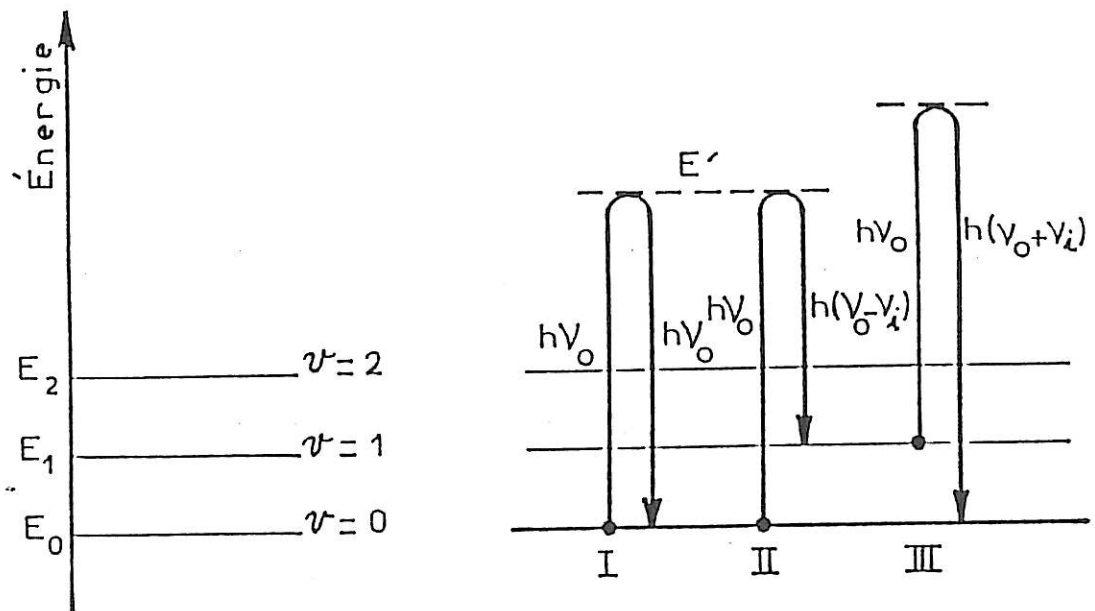 Énergie
E₂ v = 2
E₁ v = 1
E₀ v = 0
E′
hν₀
hν₀
hν₀
h(ν₀-νᵢ)
hν₀
h(ν₀+νᵢ)
I II III